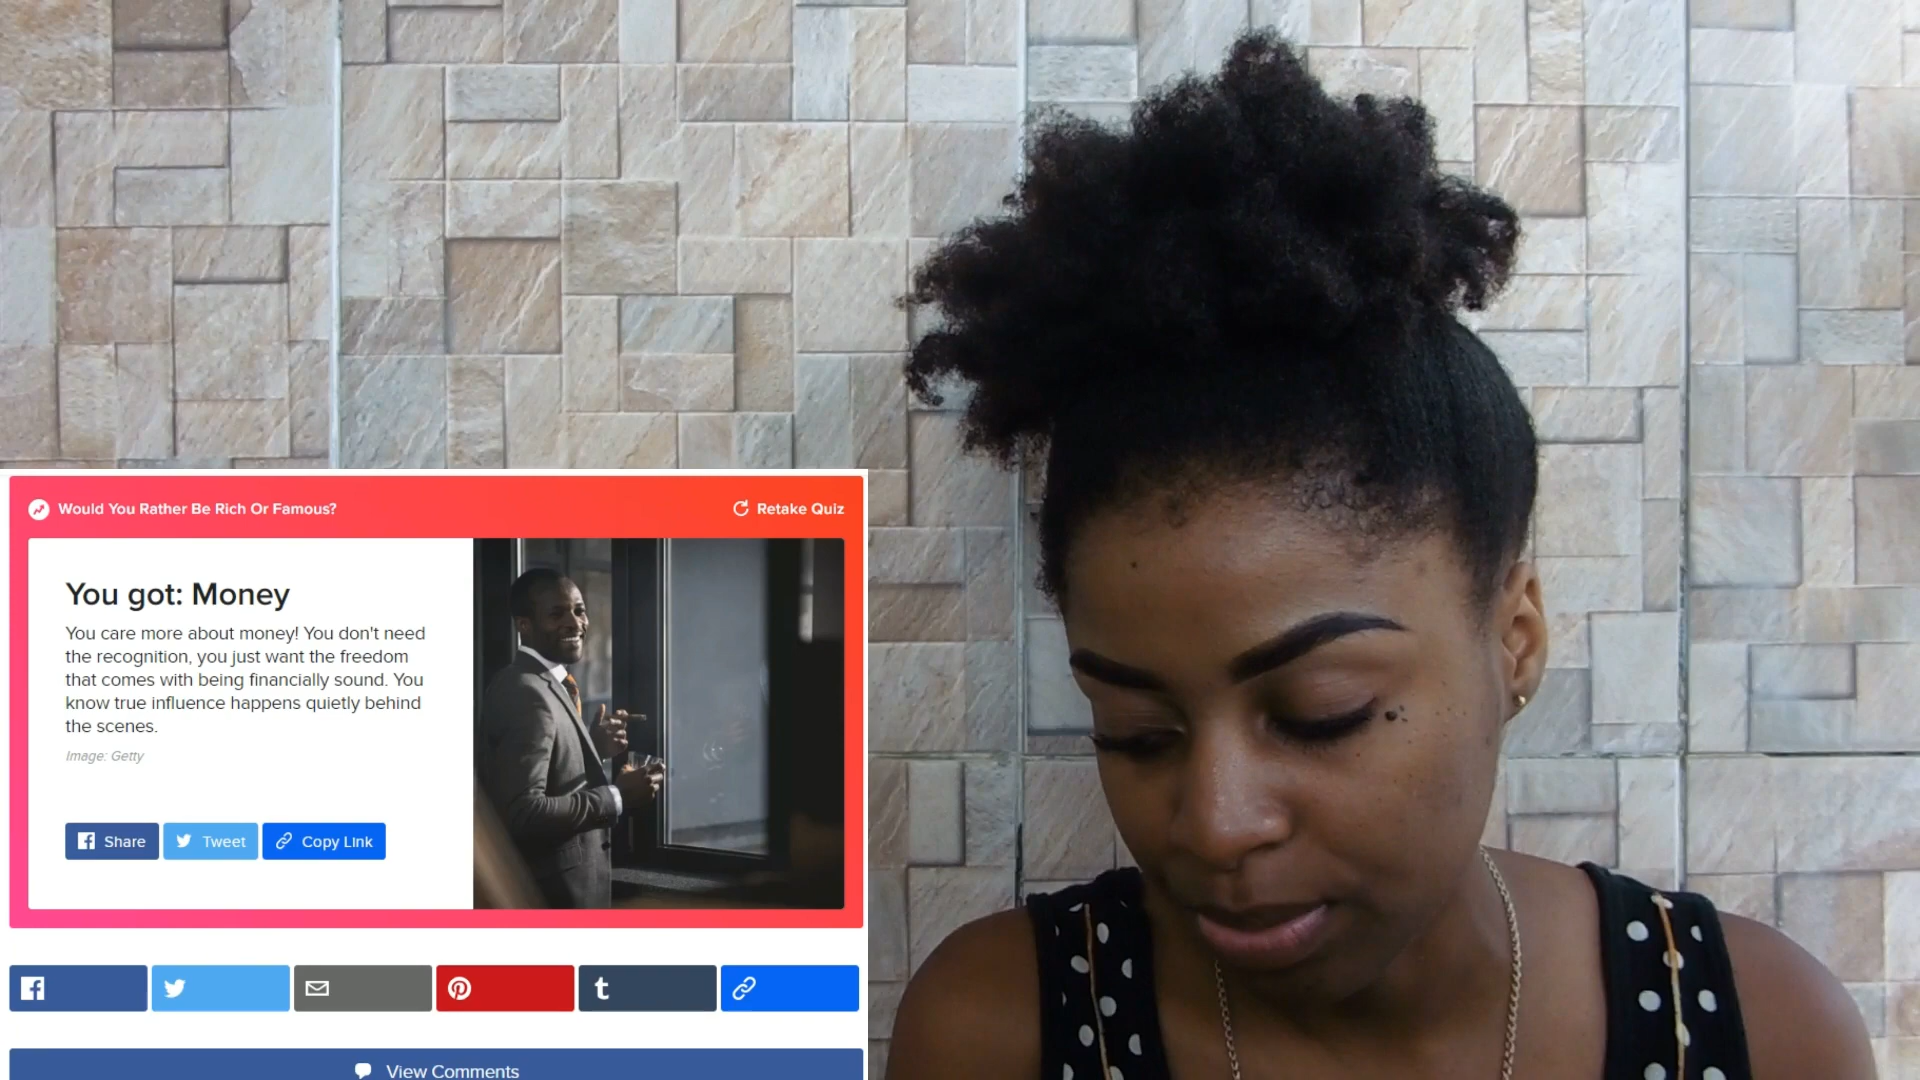 Would You Rather Be Rich Or Famous?
Retake Quiz
You got: Money
You care more about money! You don't need
the recognition, you just want the freedom
that comes with being financially sound. You
know true influence happens quietly behind
the scenes.
Image: Getty
Share
Tweet
Copy Link
View Comments